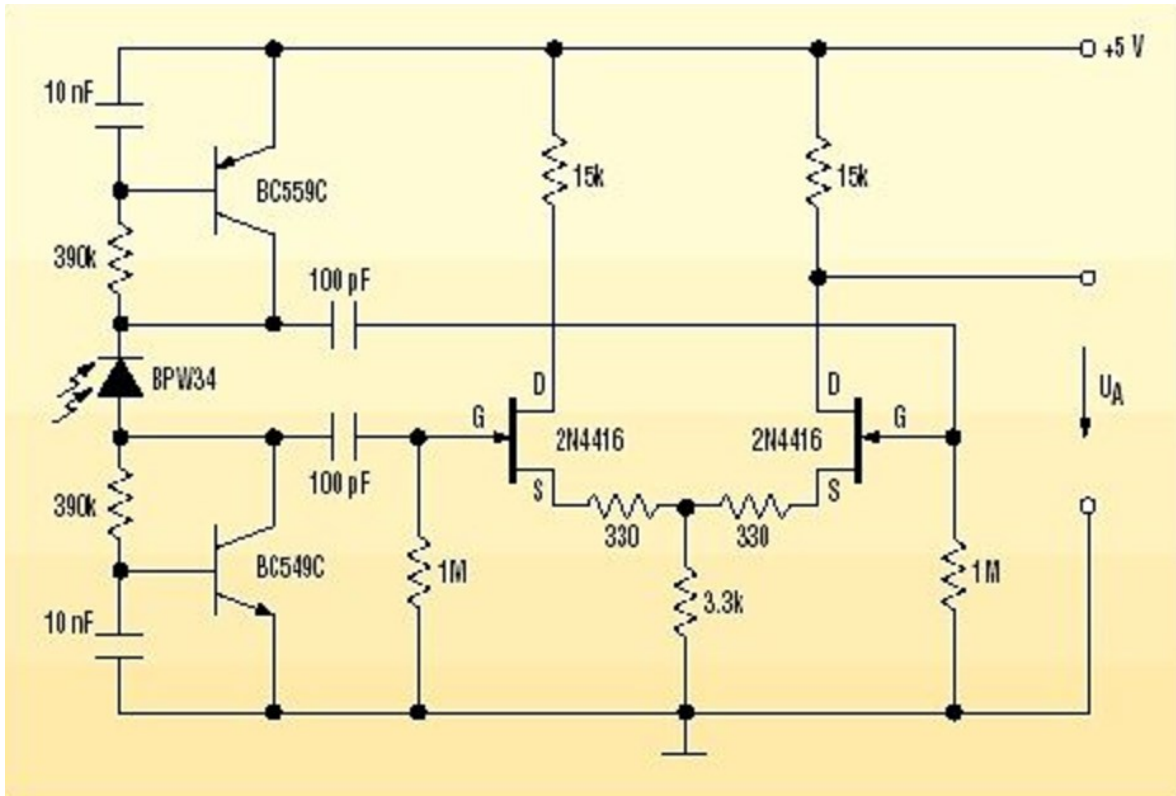 +5 V
10 nF
BC559C
15k
15k
390k
100 pF
BPW34
D
D
U_A
G
2N4416
2N4416
G
100 pF
S
S
390k
330
330
BC549C
1M
3.3k
1M
10 nF